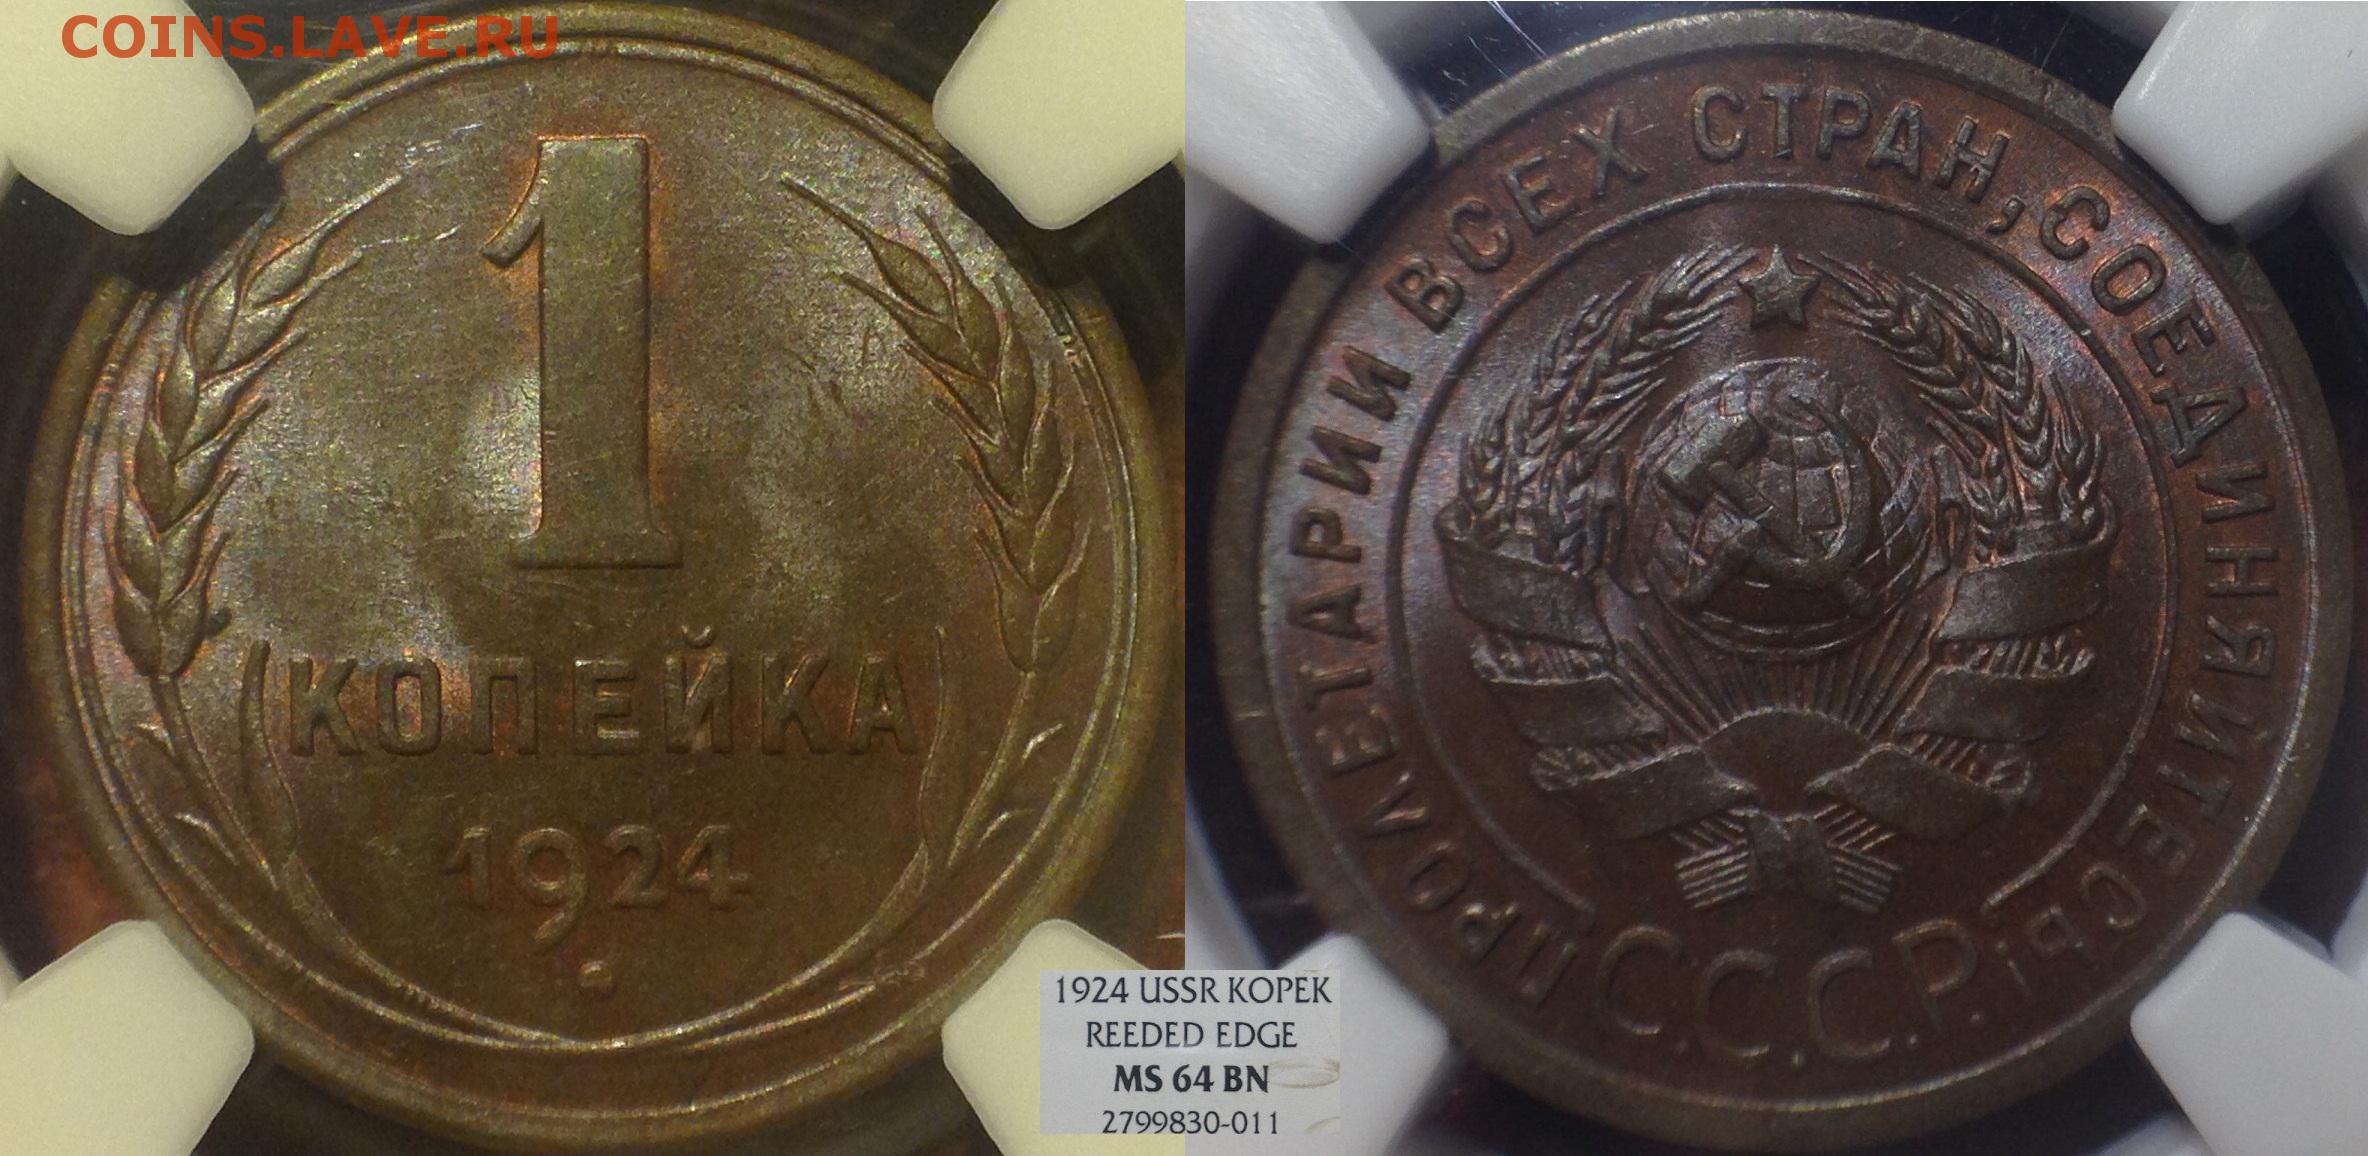 COINS.LAVE.RU
1
КОПЕЙКА
1924
ПРОЛЕТАРИИ ВСЕХ СТРАН, СОЕДИНЯЙТЕСЬ!
С.С.С.Р.
1924 USSR KOPEK
REEDED EDGE
MS 64 BN
2799830-011